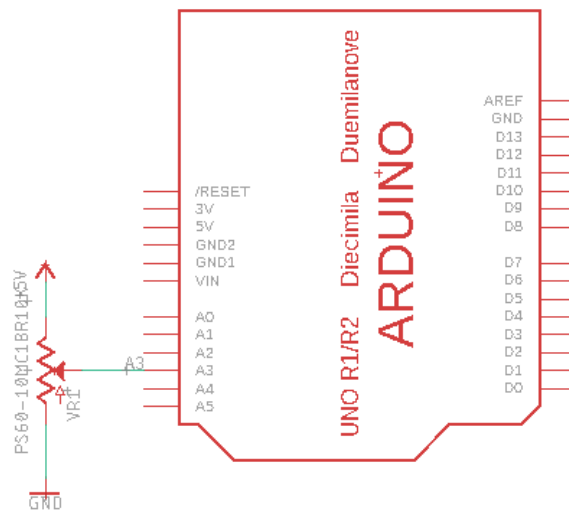 /RESET
3V
5V
GND2
GND1
VIN
A0
A1
A2
A3
A4
A5
AREF
GND
D13
D12
D11
D10
D9
D8
D7
D6
D5
D4
D3
D2
D1
D0
UNO R1/R2 Diecimila Duemilanove
ARDUINO
+5V
PS60-10MC1BR10K
VR1
A3
GND